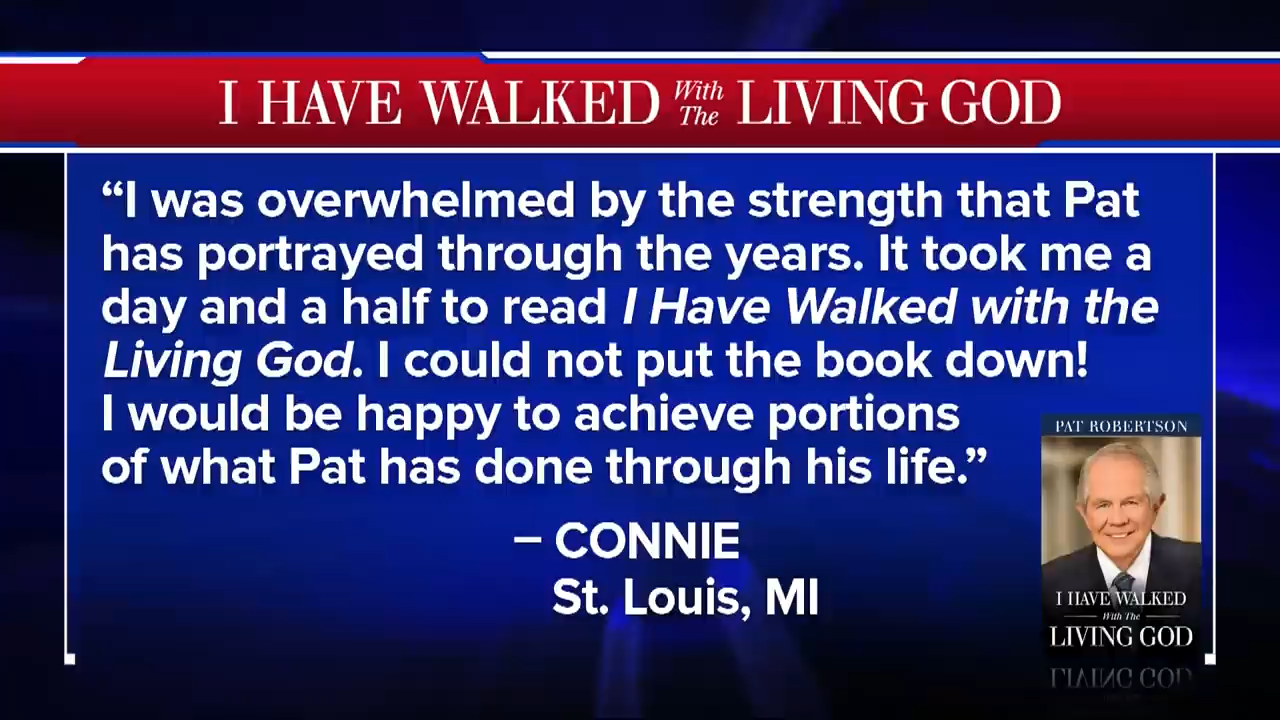 I HAVE WALKED With The LIVING GOD
“I was overwhelmed by the strength that Pat
has portrayed through the years. It took me a
day and a half to read I Have Walked with the
Living God. I could not put the book down!
I would be happy to achieve portions
of what Pat has done through his life.”
– CONNIE
St. Louis, MI
PAT ROBERTSON
I HAVE WALKED
With The
LIVING GOD